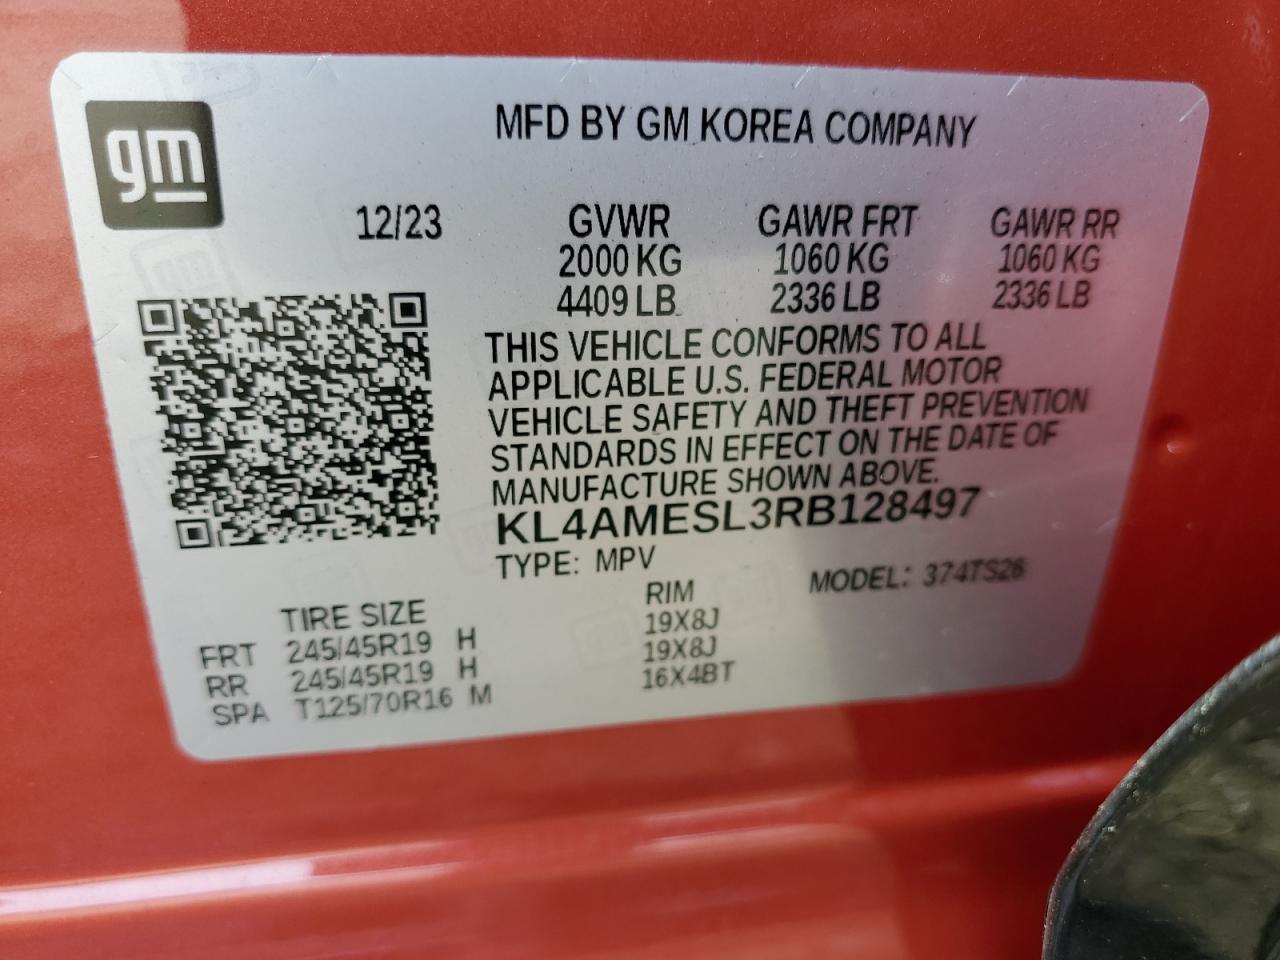 gm
MFD BY GM KOREA COMPANY
12/23 GVWR GAWR FRT GAWR RR
2000 KG 1060 KG 1060 KG
4409 LB 2336 LB 2336 LB
THIS VEHICLE CONFORMS TO ALL
APPLICABLE U.S. FEDERAL MOTOR
VEHICLE SAFETY AND THEFT PREVENTION
STANDARDS IN EFFECT ON THE DATE OF
MANUFACTURE SHOWN ABOVE.
KL4AMESL3RB128497
TYPE: MPV MODEL: 374TS26
TIRE SIZE RIM
FRT 245/45R19 H 19X8J
RR 245/45R19 H 19X8J
SPA T125/70R16 M 16X4BT